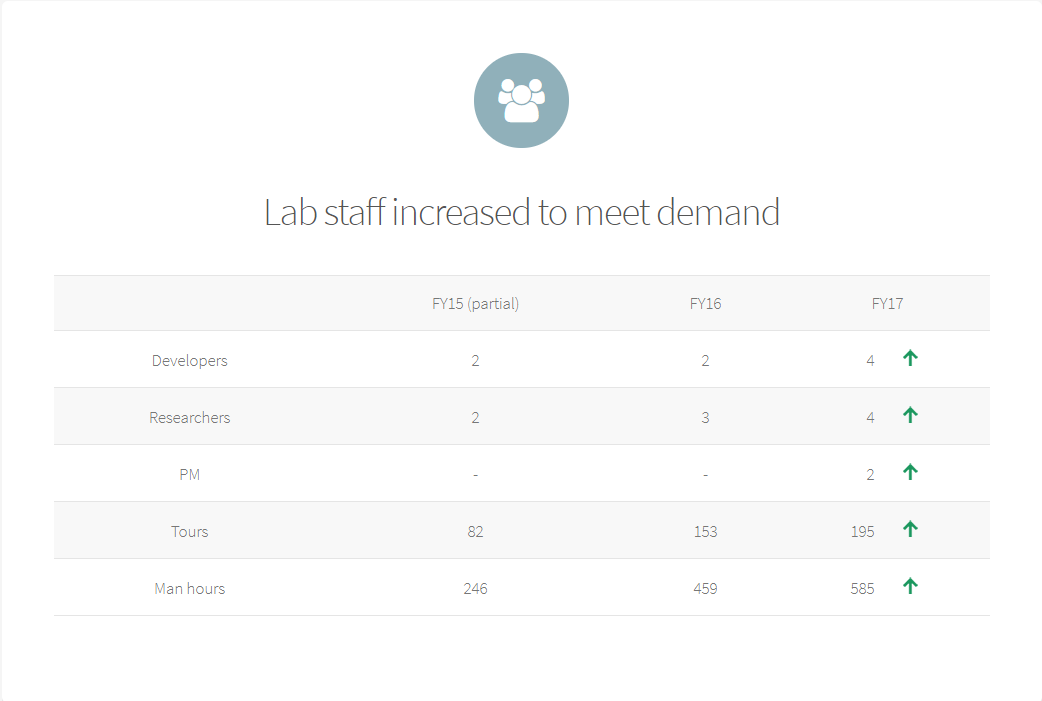 Lab staff increased to meet demand
FY15 (partial) FY16 FY17
Developers 2 2 4
Researchers 2 3 4
PM - - 2
Tours 82 153 195
Man hours 246 459 585